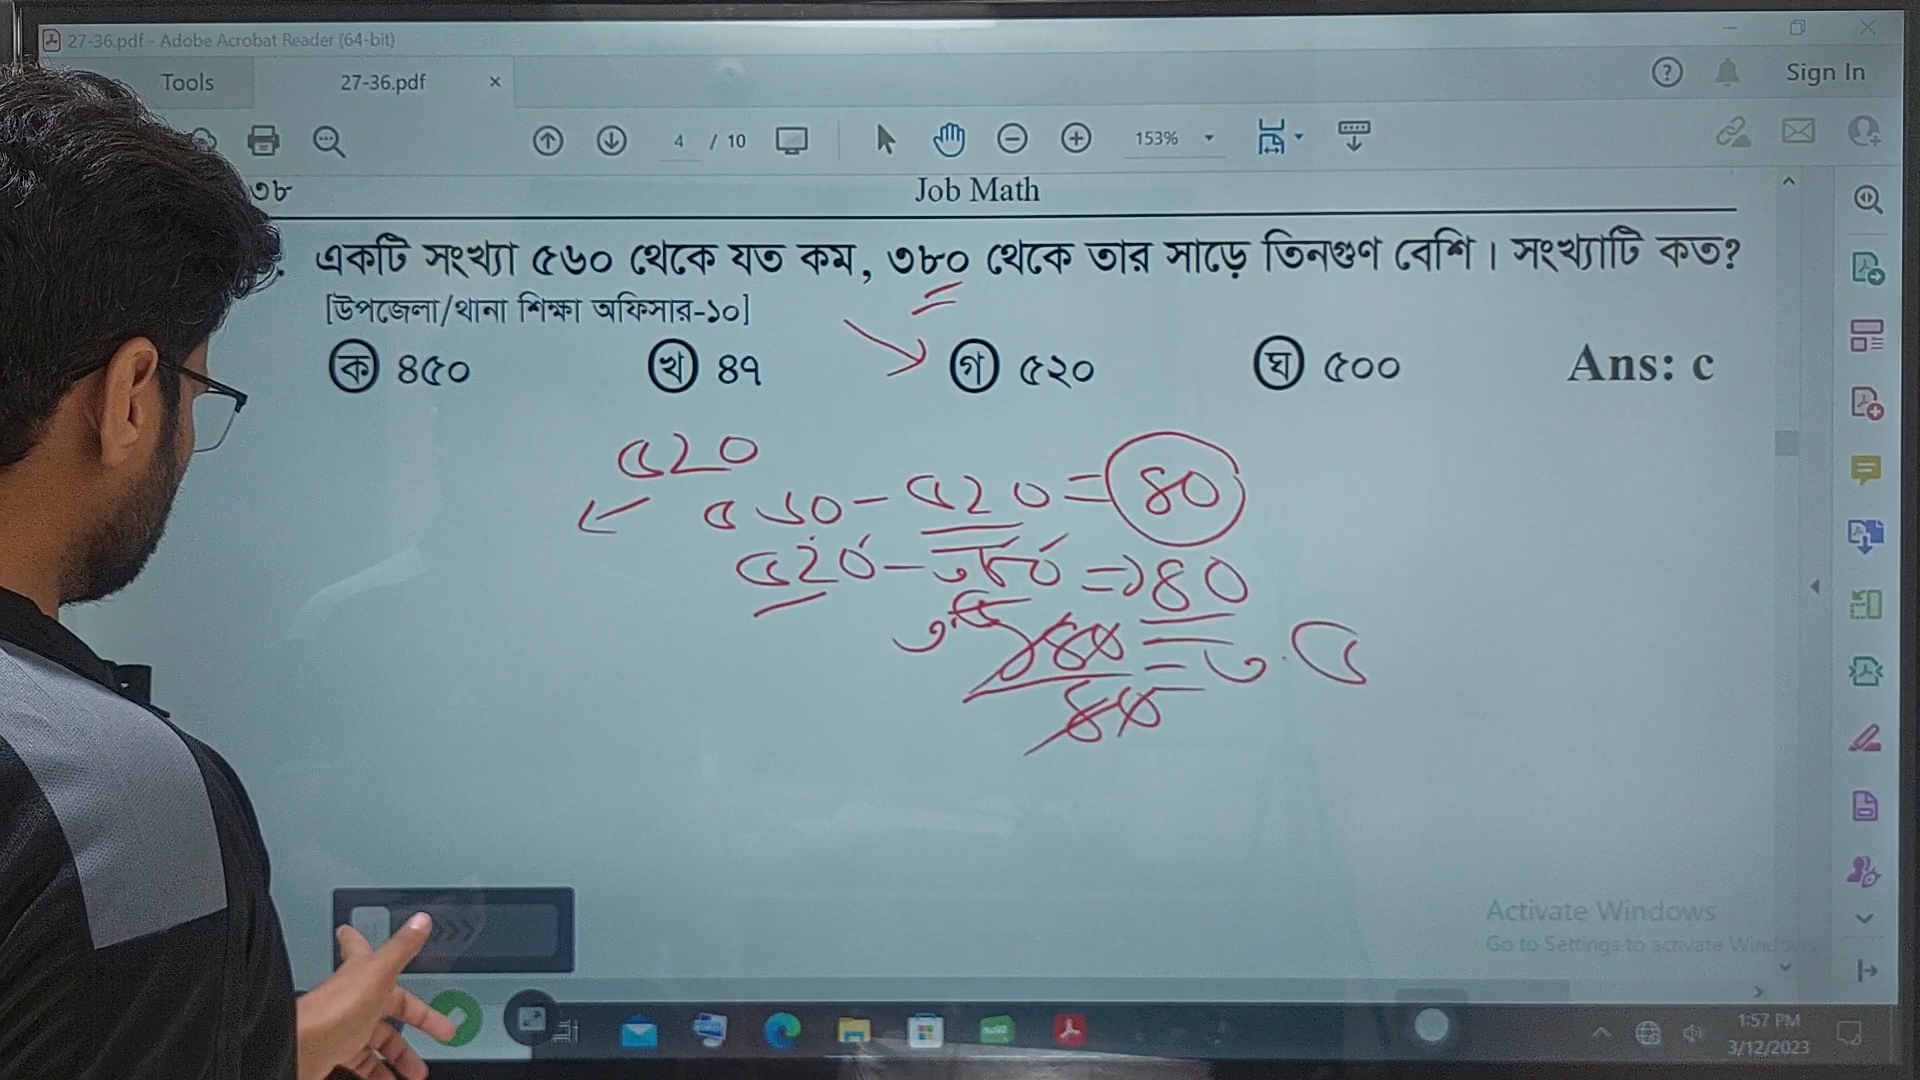 27-36.pdf - Adobe Acrobat Reader (64-bit)
Tools 27-36.pdf × Sign In
4 / 10 153%
৩৮ Job Math
একটি সংখ্যা ৫৬০ থেকে যত কম, ৩৮০ থেকে তার সাড়ে তিনগুণ বেশি। সংখ্যাটি কত?
[উপজেলা/থানা শিক্ষা অফিসার-১০]
ক ৪৫০ খ ৪৭ গ ৫২০ ঘ ৫০০ Ans: c
৫২০
৫৬০ - ৫২০ = ৪০
৫২০ - ৩৮০ = ১৪০
১৪০ = ৩.৫
৪০
Activate Windows
Go to Settings to activate Windows.
1:57 PM
3/12/2023